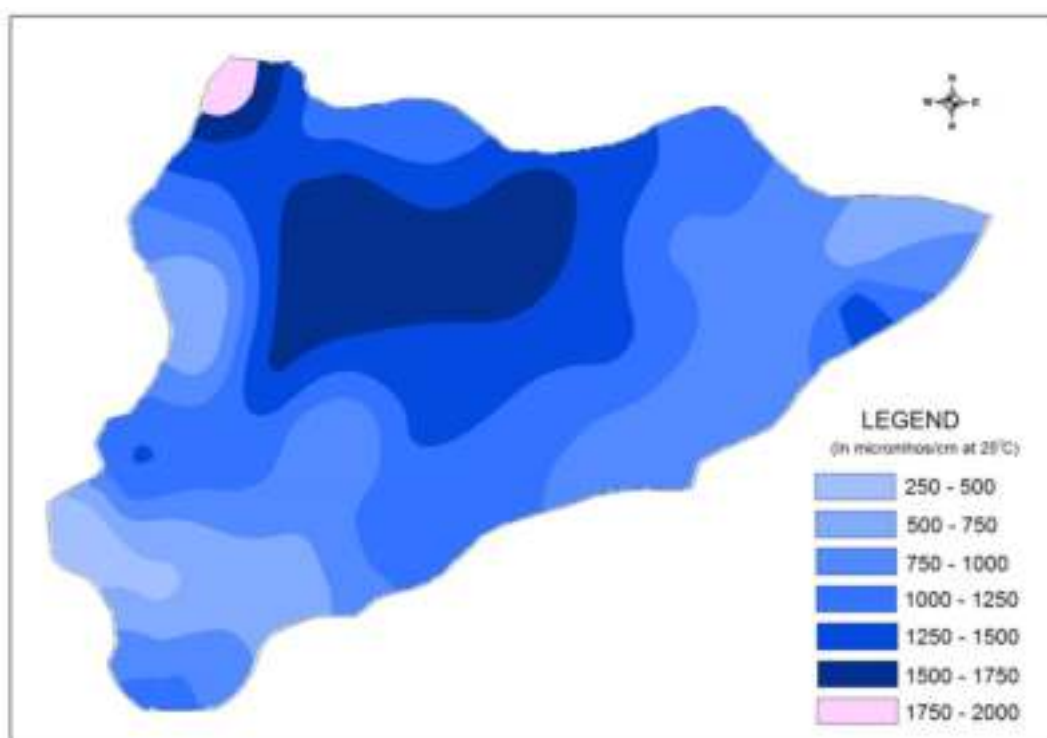 N
W E
S
LEGEND
(In micromhos/cm at 25°C)
250 - 500
500 - 750
750 - 1000
1000 - 1250
1250 - 1500
1500 - 1750
1750 - 2000